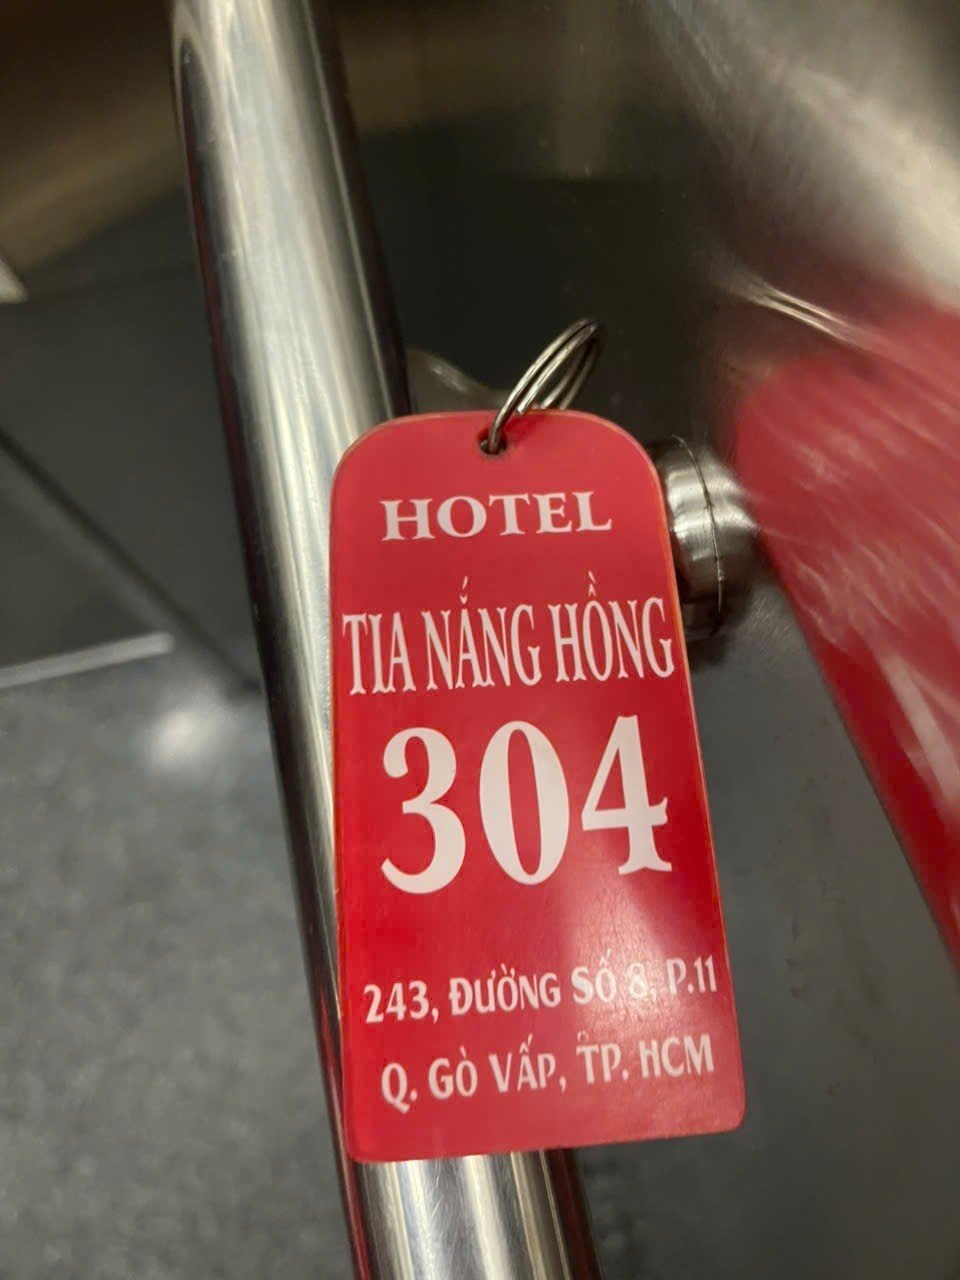 HOTEL
TIA NẮNG HỒNG
304
243, ĐƯỜNG SỐ 8, P.11
Q. GÒ VẤP, TP. HCM